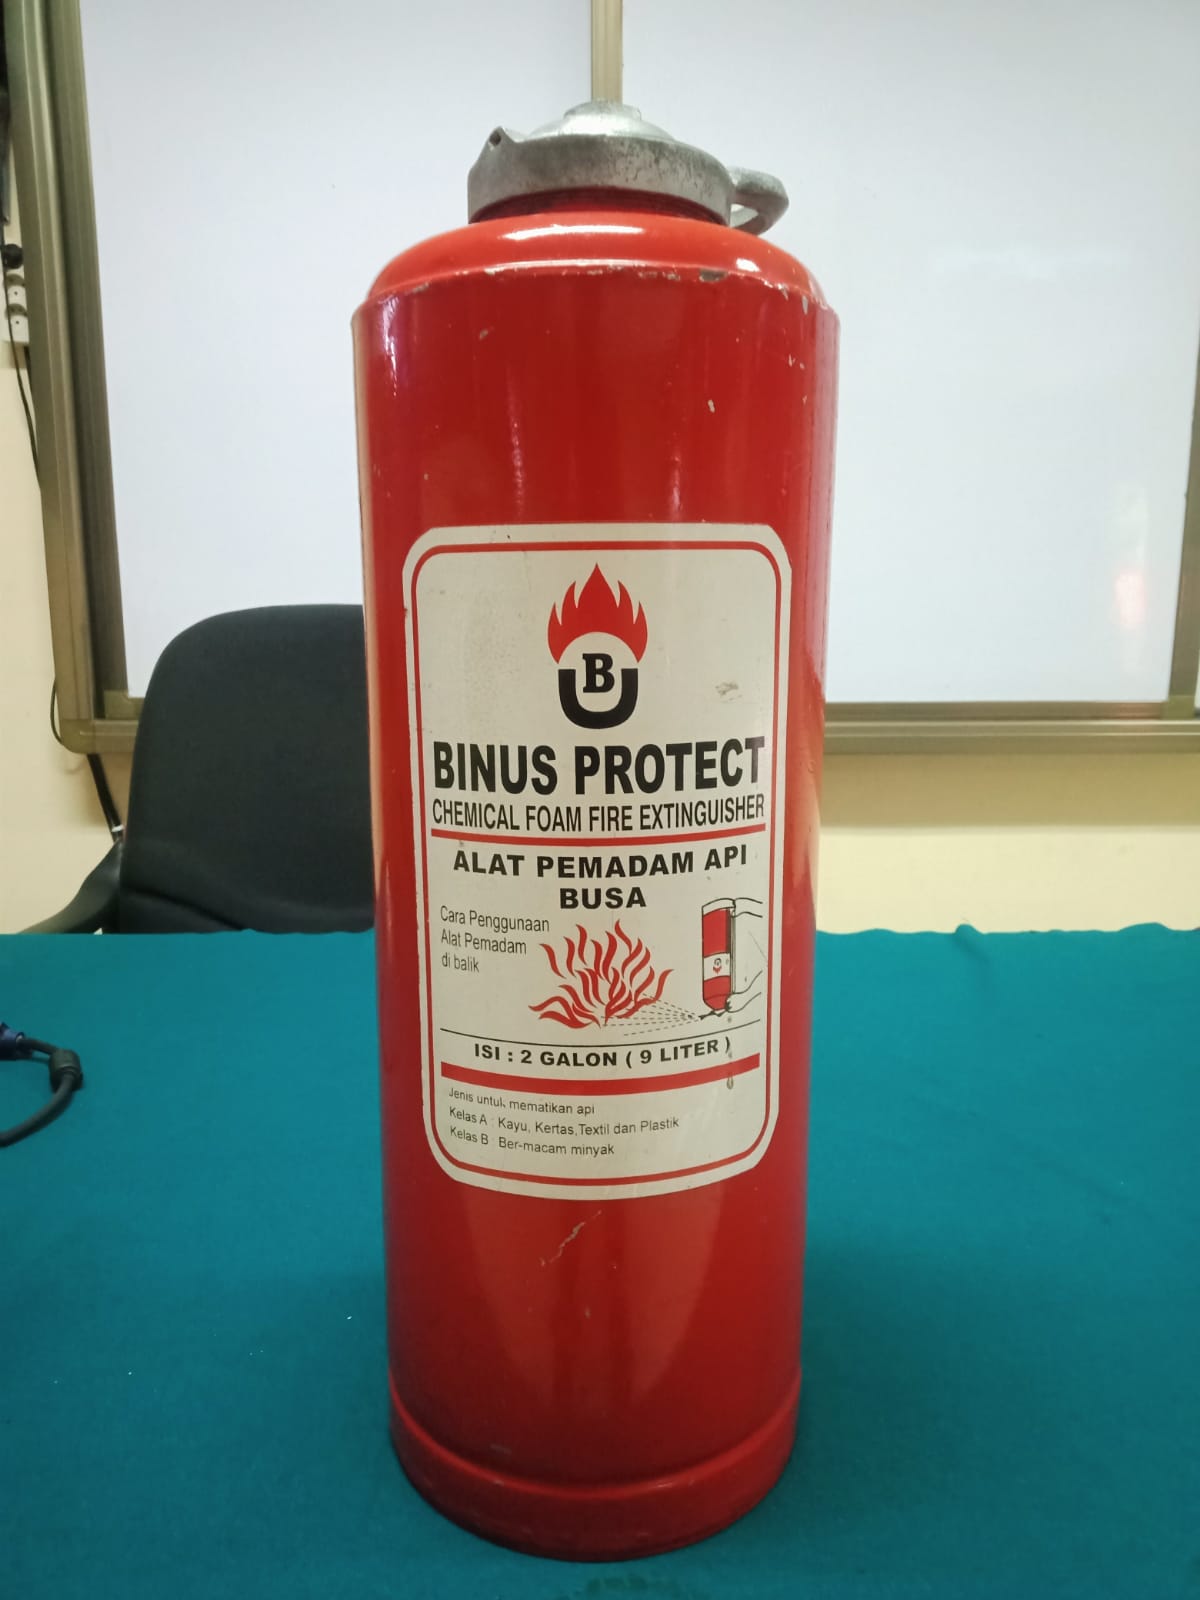 B
BINUS PROTECT
CHEMICAL FOAM FIRE EXTINGUISHER
ALAT PEMADAM API
BUSA
Cara Penggunaan
Alat Pemadam
di balik
ISI : 2 GALON ( 9 LITER )
Jenis untuk mematikan api
Kelas A : Kayu, Kertas,Textil dan Plastik
Kelas B : Ber-macam minyak